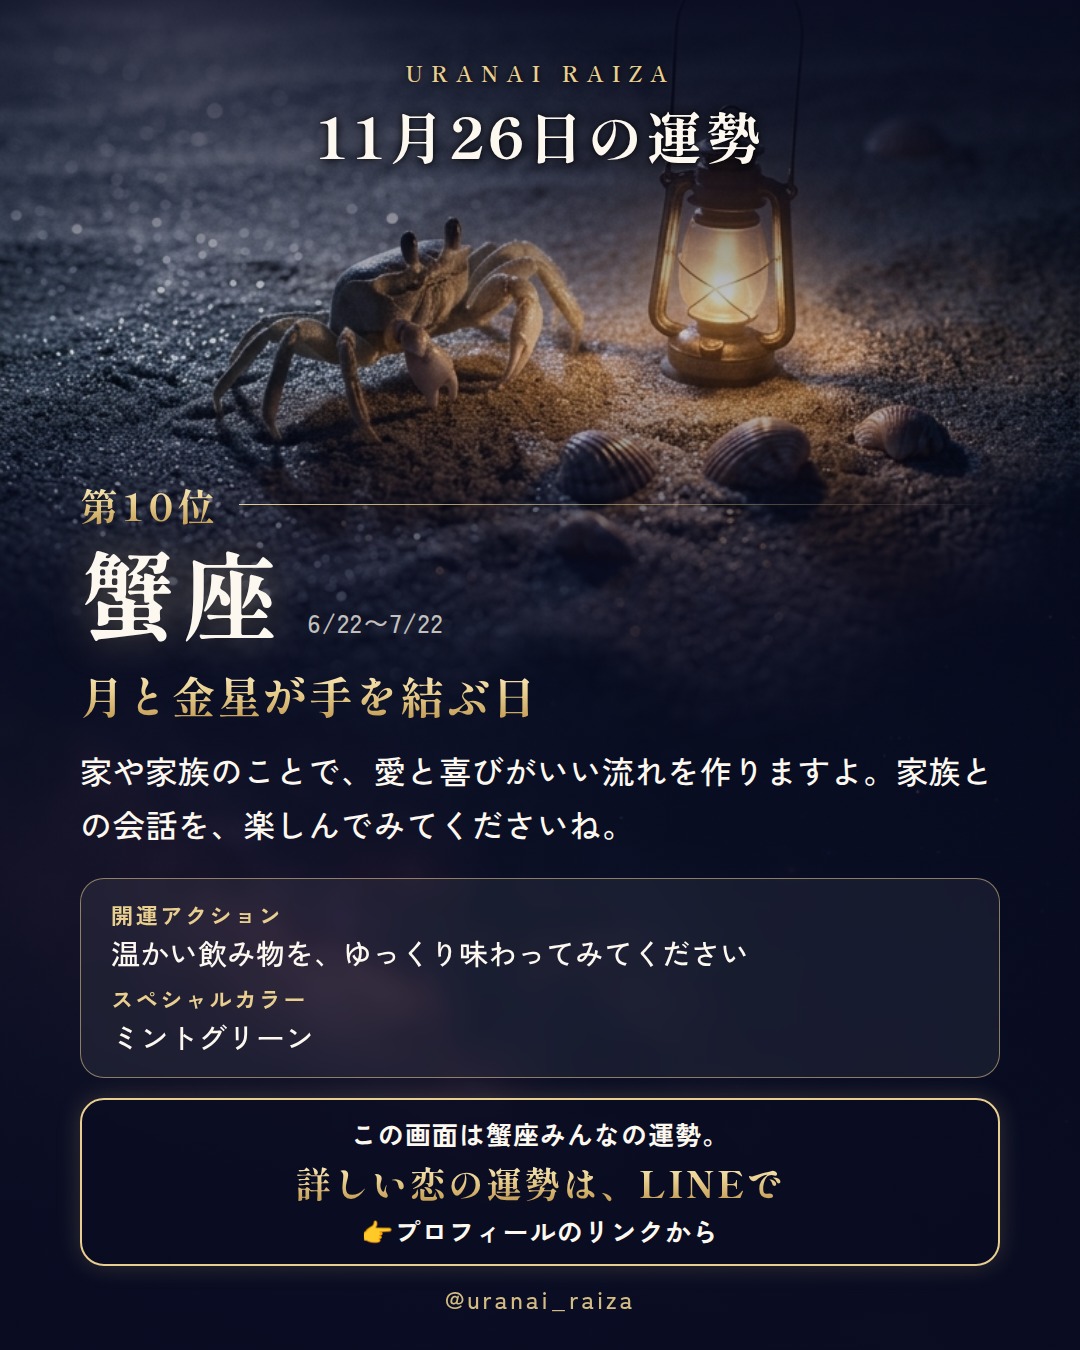 URANAI RAIZA
11月26日の運勢
第10位
蟹座 6/22〜7/22
月と金星が手を結ぶ日
家や家族のことで、愛と喜びがいい流れを作りますよ。家族と
の会話を、楽しんでみてくださいね。
開運アクション
温かい飲み物を、ゆっくり味わってみてください
スペシャルカラー
ミントグリーン
この画面は蟹座みんなの運勢。
詳しい恋の運勢は、LINEで
👉プロフィールのリンクから
@uranai_raiza